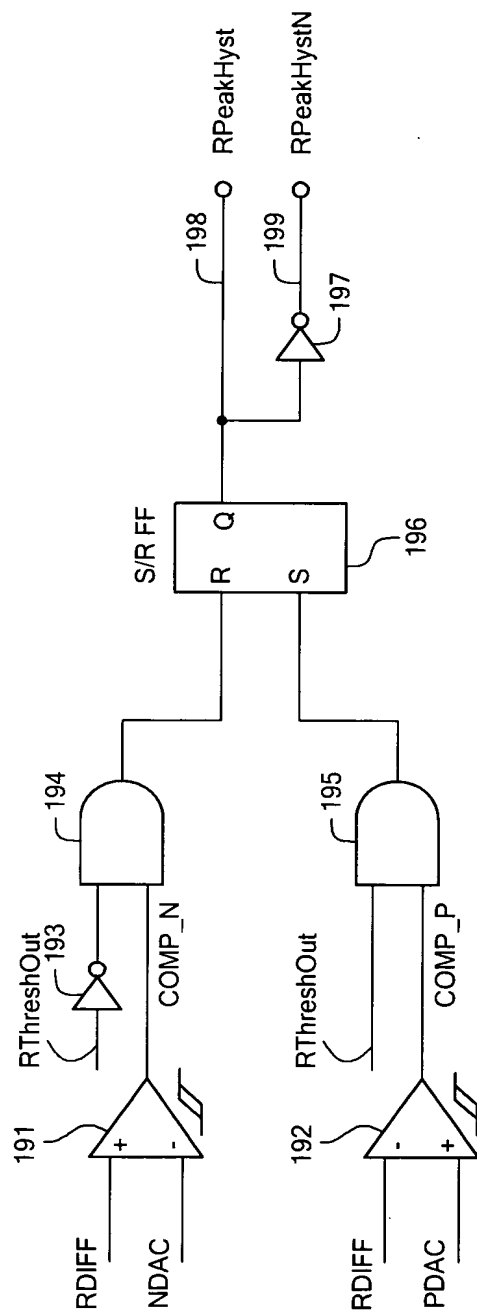 RDIFF
NDAC
191
+
-
RThreshOut
193
COMP_N
194
RDIFF
PDAC
192
-
+
RThreshOut
COMP_P
195
S/R FF
R
S
Q
196
198
RPeakHyst
199
RPeakHystN
197